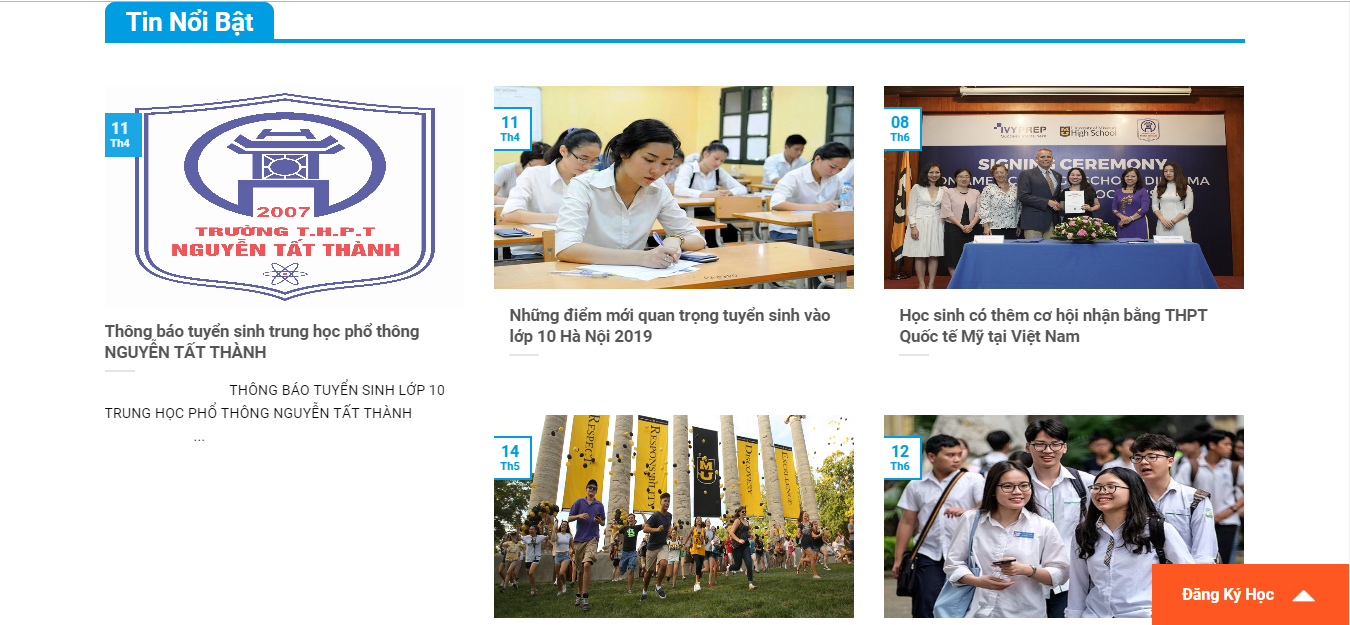 Tin Nổi Bật
11
Th4
2007
TRƯỜNG T.H.P.T
NGUYỄN TẤT THÀNH
Thông báo tuyển sinh trung học phổ thông
NGUYỄN TẤT THÀNH
THÔNG BÁO TUYỂN SINH LỚP 10
TRUNG HỌC PHỔ THÔNG NGUYỄN TẤT THÀNH
...
11
Th4
Những điểm mới quan trọng tuyển sinh vào
lớp 10 Hà Nội 2019
08
Th6
IVYPREP
High School
SIGNING CEREMONY
Học sinh có thêm cơ hội nhận bằng THPT
Quốc tế Mỹ tại Việt Nam
14
Th5
RESPECT
RESPONSIBILITY
MU
DISCOVERY
EXCELLENCE
12
Th6
Đăng Ký Học